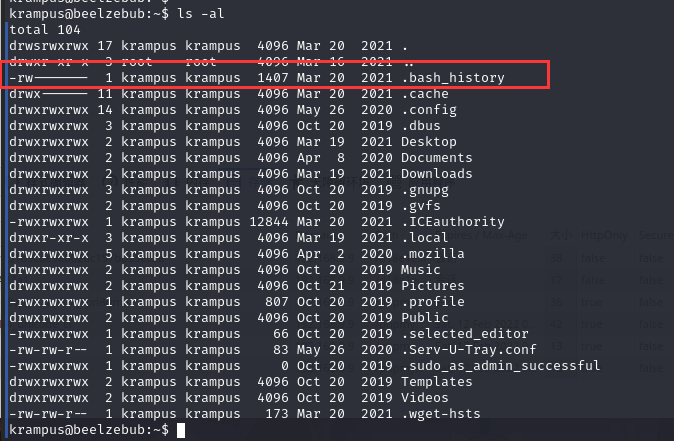 krampus@beelzebub:~$ ls -al
total 104
drwsrwxrwx 17 krampus krampus 4096 Mar 20 2021 .
drwxr-xr-x 3 root root 4096 Mar 16 2021 ..
-rw------- 1 krampus krampus 1407 Mar 20 2021 .bash_history
drwx------ 11 krampus krampus 4096 Mar 20 2021 .cache
drwxrwxrwx 14 krampus krampus 4096 May 26 2020 .config
drwxrwxrwx 3 krampus krampus 4096 Oct 20 2019 .dbus
drwxrwxrwx 2 krampus krampus 4096 Mar 19 2021 Desktop
drwxrwxrwx 2 krampus krampus 4096 Apr 8 2020 Documents
drwxrwxrwx 2 krampus krampus 4096 Mar 19 2021 Downloads
drwxrwxrwx 2 krampus krampus 4096 Oct 20 2019 .gnupg
drwxrwxrwx 2 krampus krampus 4096 Oct 20 2019 .gvfs
-rwxrwxrwx 1 krampus krampus 12844 Mar 20 2021 .ICEauthority
drwxr-xr-x 3 krampus krampus 4096 Mar 19 2021 .local
drwxrwxrwx 4 krampus krampus 4096 Apr 2 2020 .mozilla
drwxrwxrwx 2 krampus krampus 4096 Oct 20 2019 Music
drwxrwxrwx 2 krampus krampus 4096 Oct 21 2019 Pictures
-rwxrwxrwx 1 krampus krampus 807 Oct 20 2019 .profile
drwxrwxrwx 2 krampus krampus 4096 Oct 20 2019 Public
-rwxrwxrwx 1 krampus krampus 66 Oct 20 2019 .selected_editor
-rw-rw-r-- 1 krampus krampus 83 May 26 2020 .Serv-U-Tray.conf
-rwxrwxrwx 1 krampus krampus 0 Oct 20 2019 .sudo_as_admin_successful
drwxrwxrwx 2 krampus krampus 4096 Oct 20 2019 Templates
drwxrwxrwx 2 krampus krampus 4096 Oct 20 2019 Videos
-rw-rw-r-- 1 krampus krampus 173 Mar 20 2021 .wget-hsts
krampus@beelzebub:~$